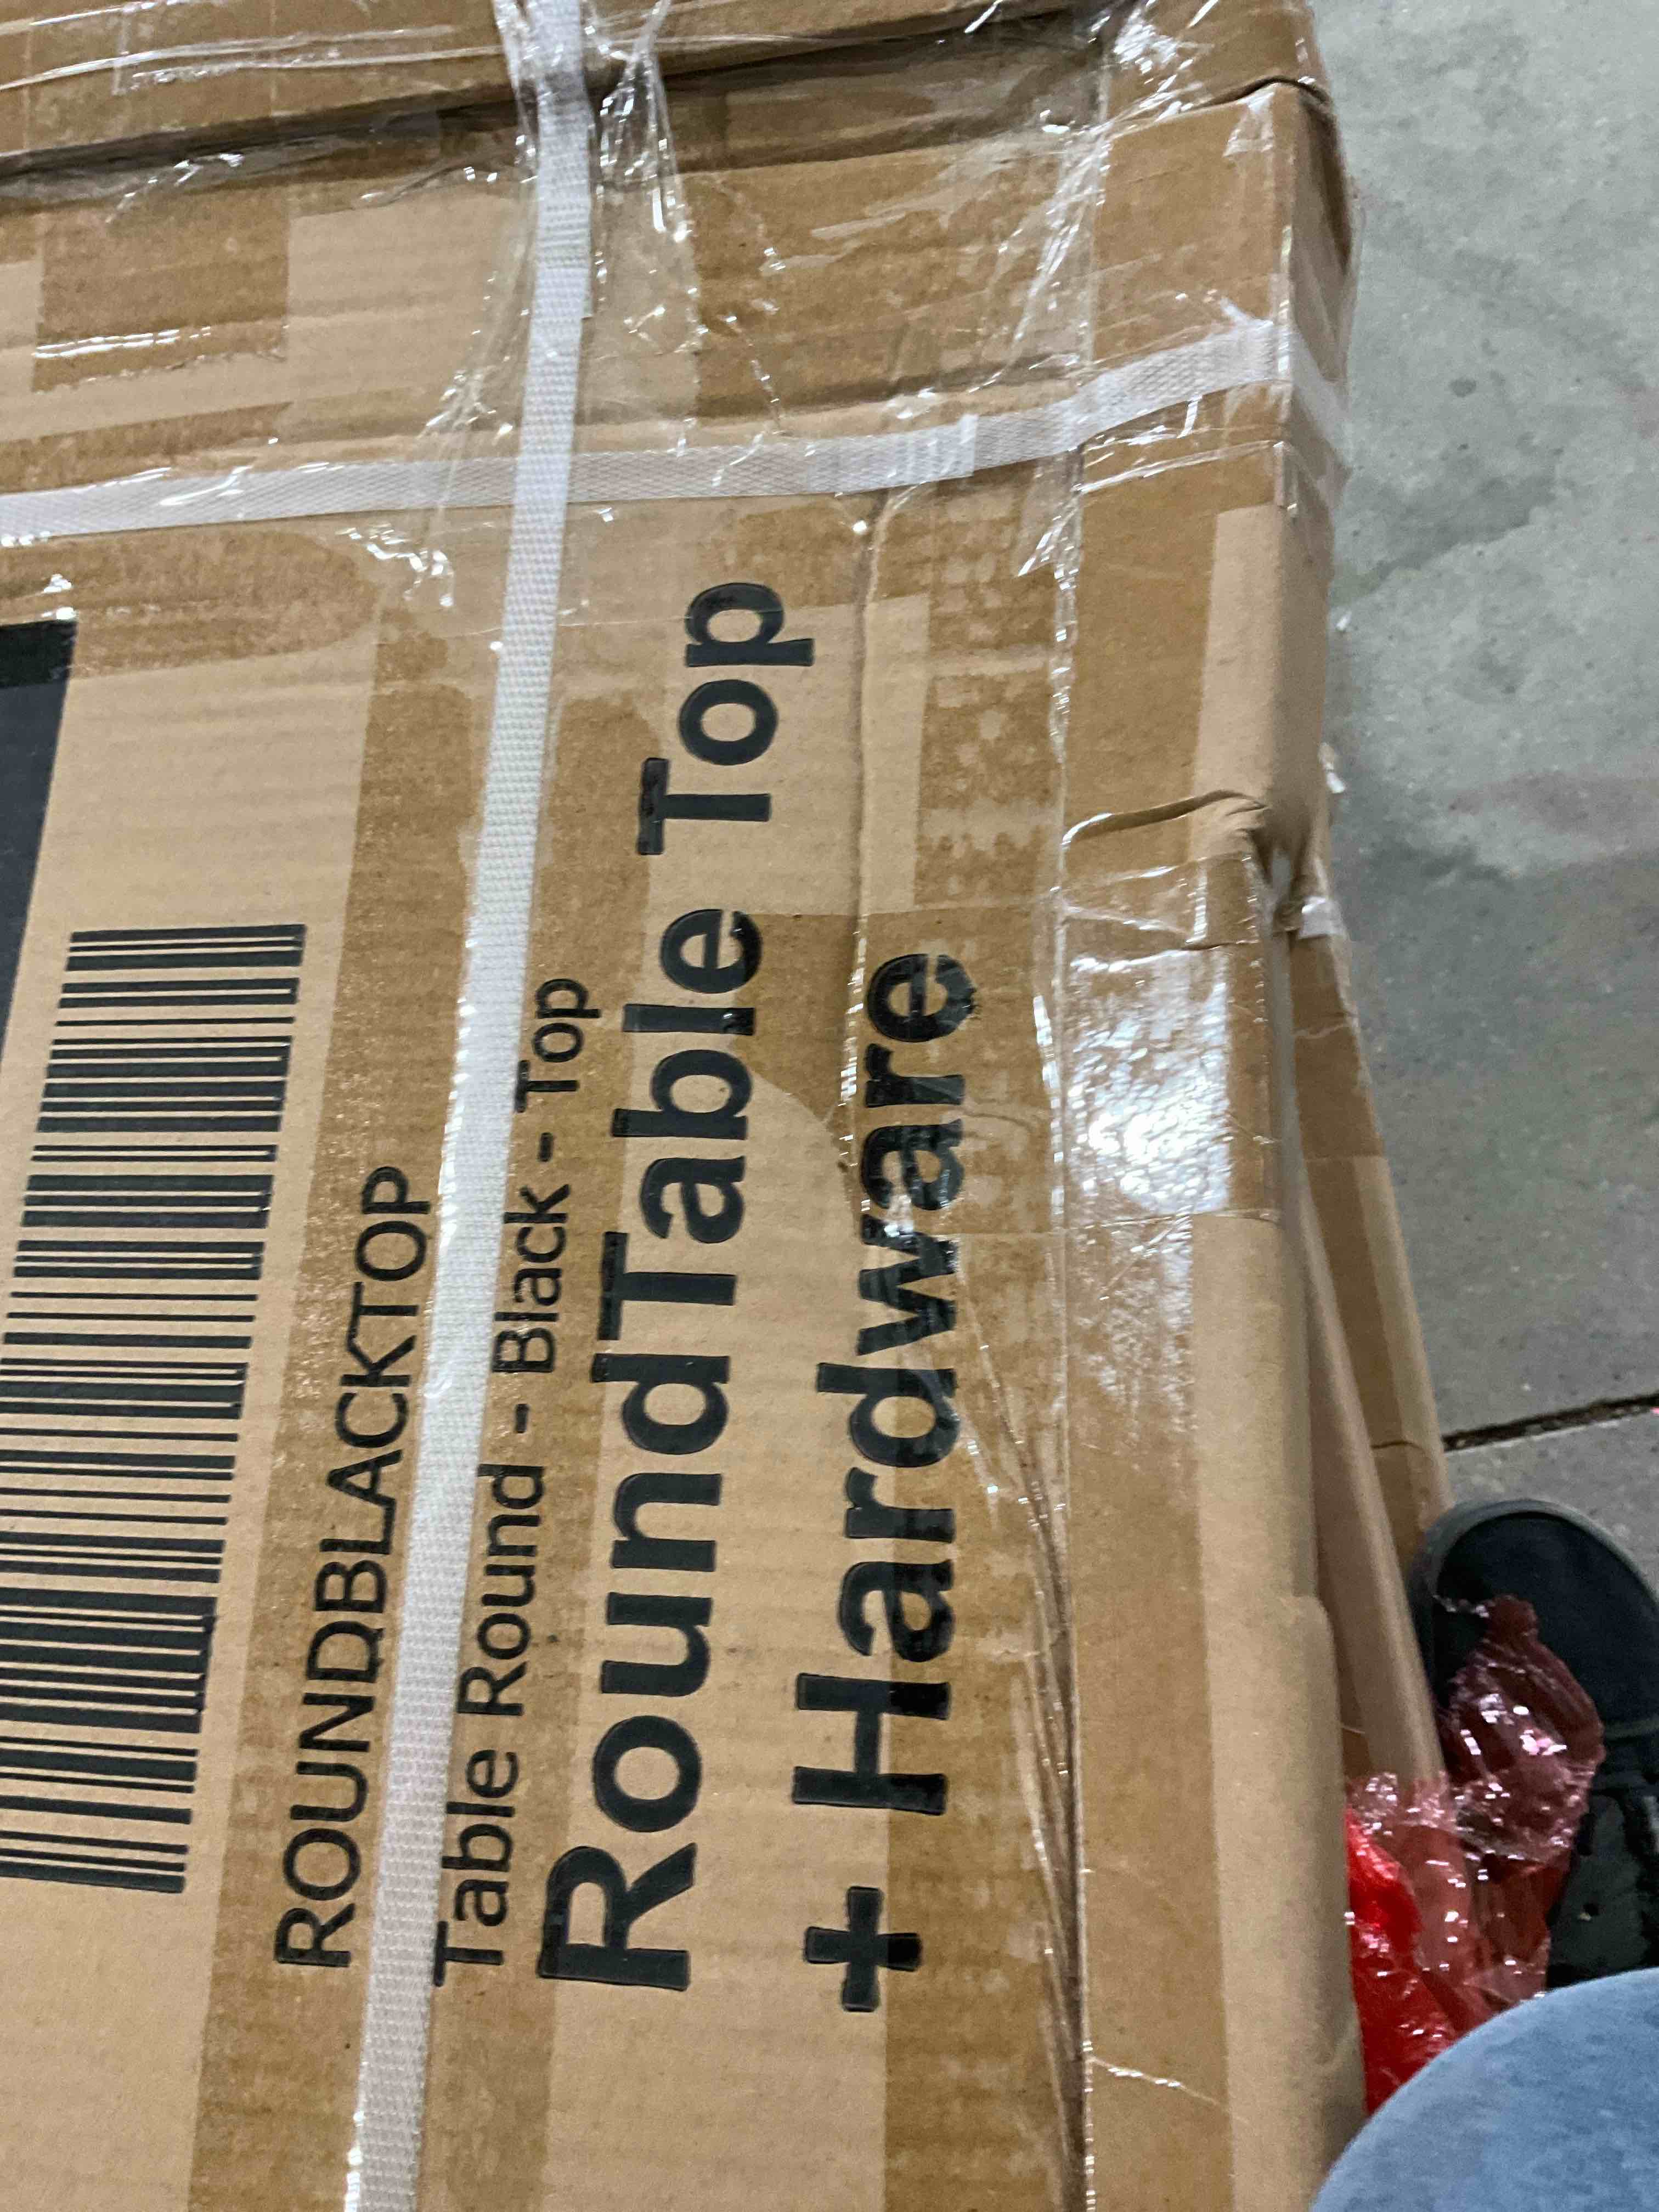 ROUNDBLACKTOP
Table Round - Black - Top
RoundTable Top
+ Hardware